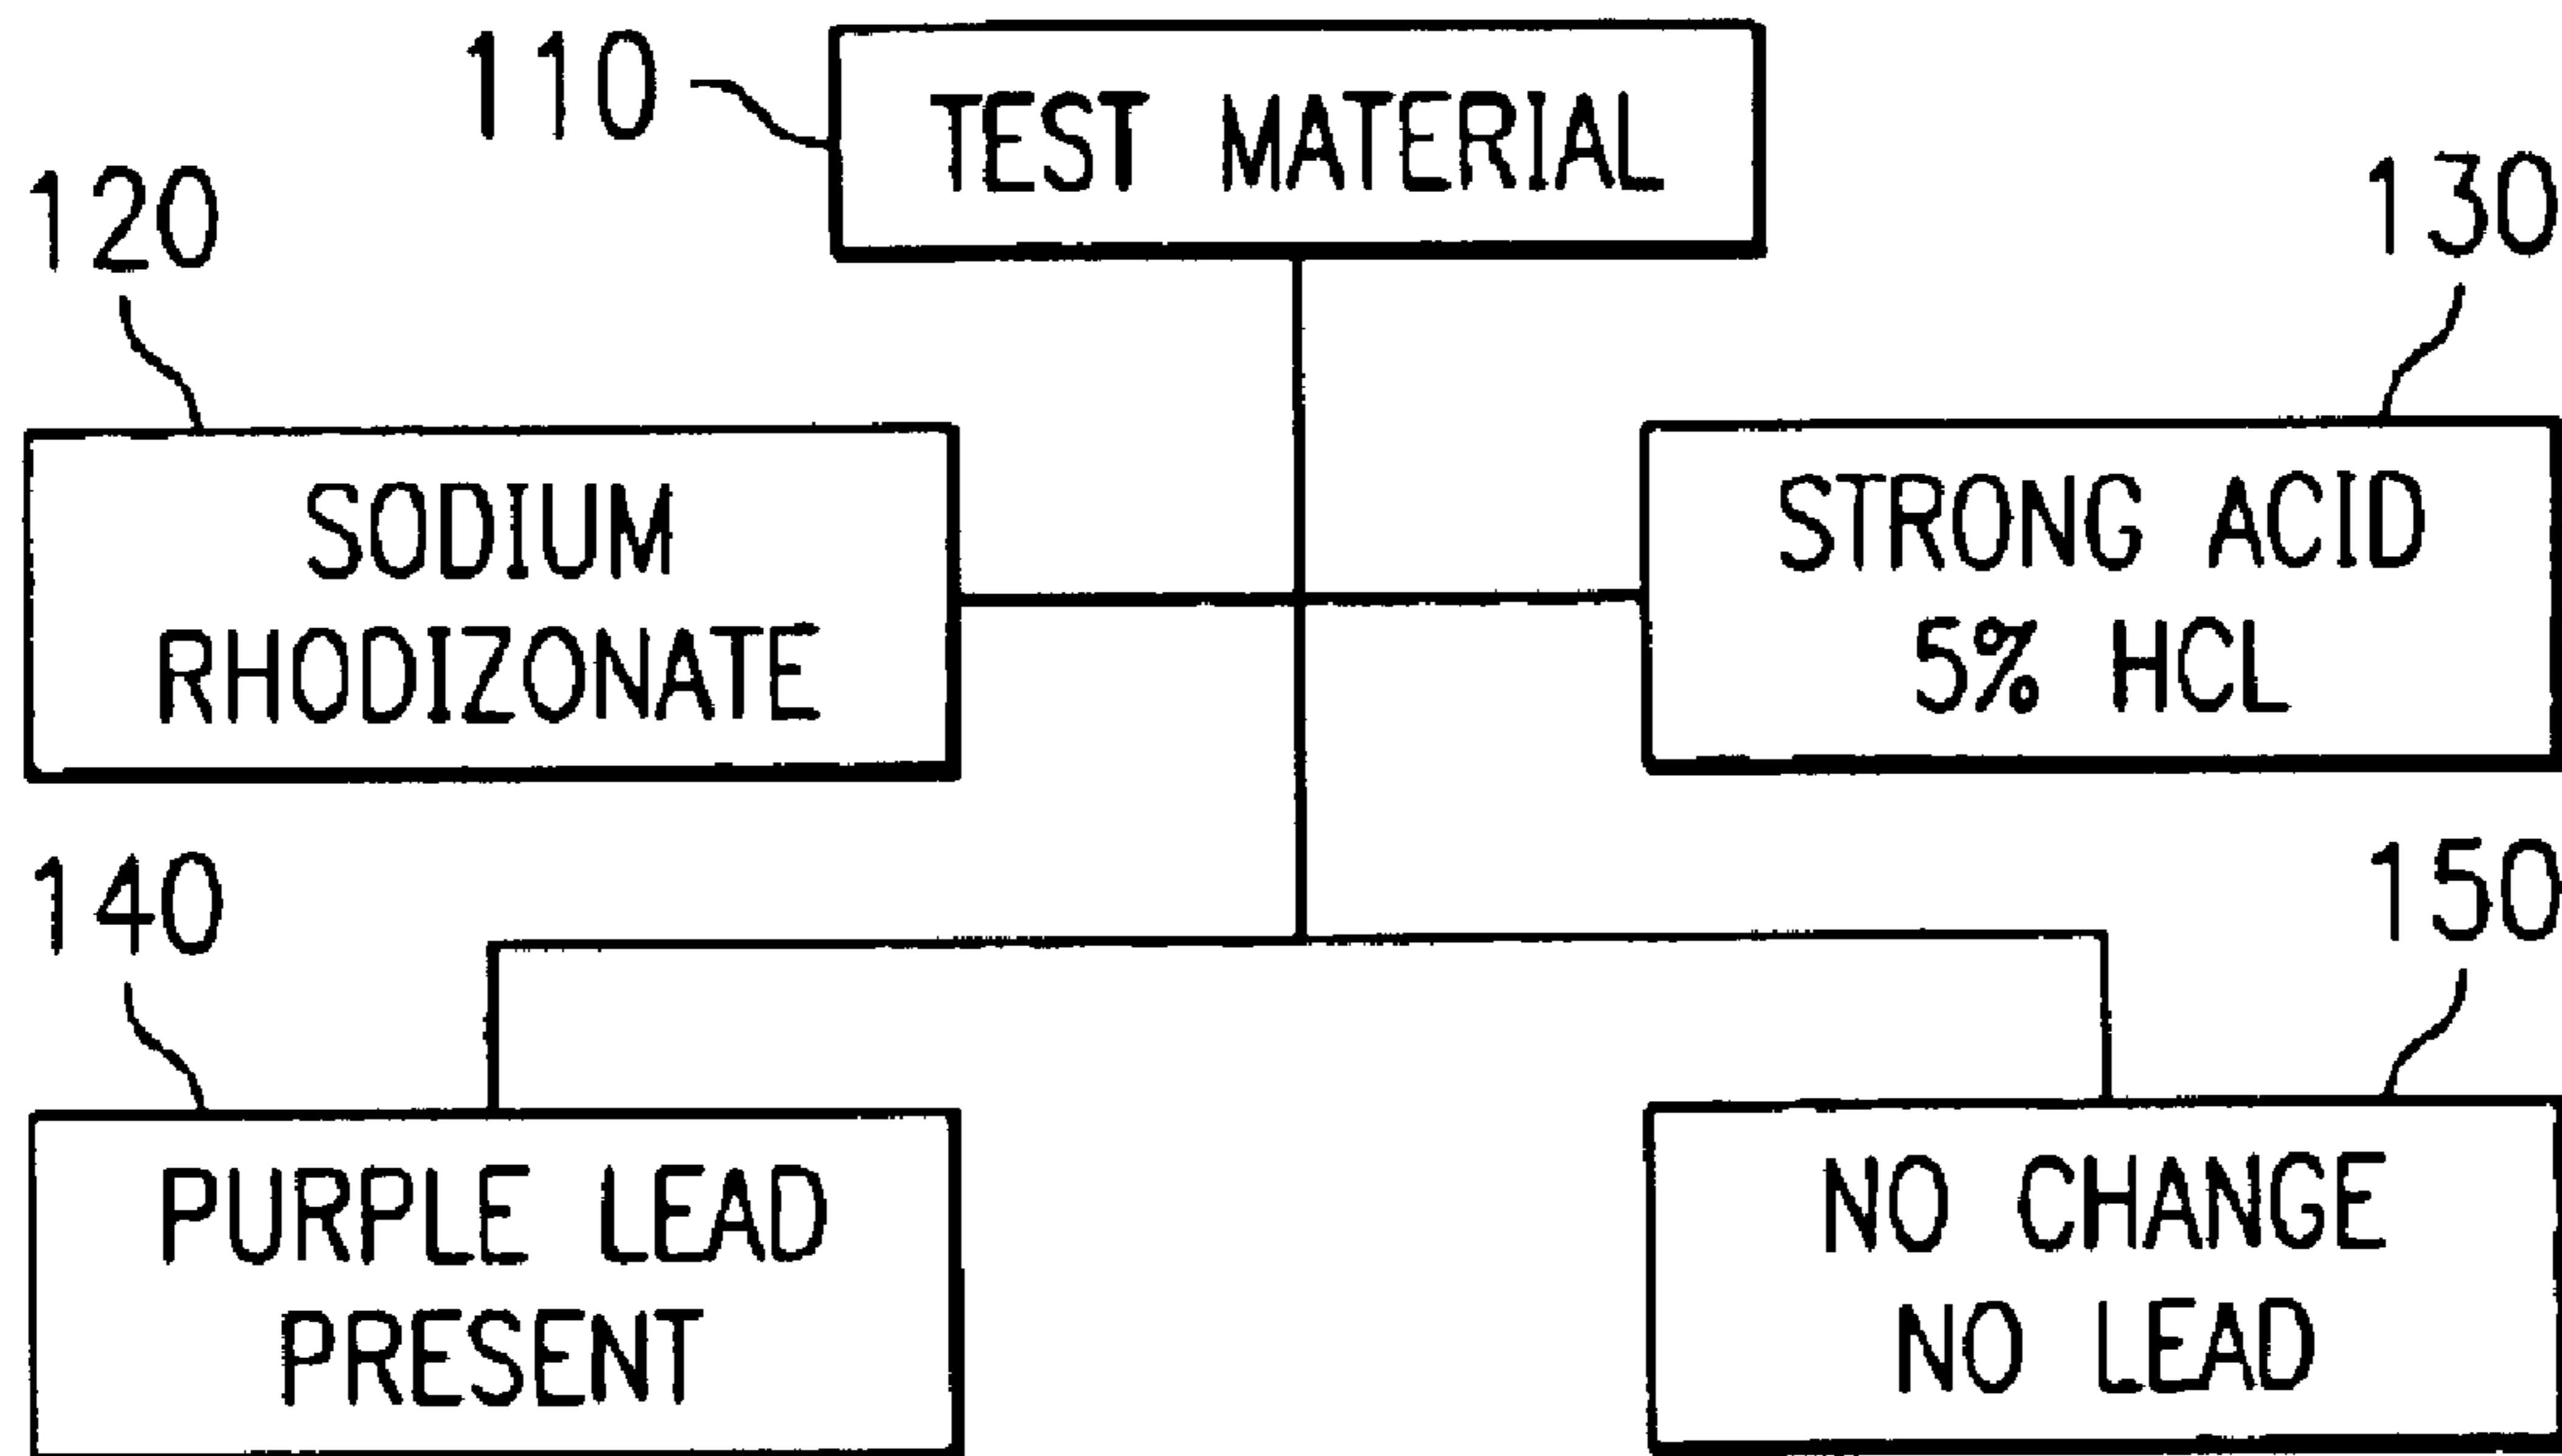 110
TEST MATERIAL
120
130
SODIUM
RHODIZONATE
STRONG ACID
5% HCL
140
150
PURPLE LEAD
PRESENT
NO CHANGE
NO LEAD